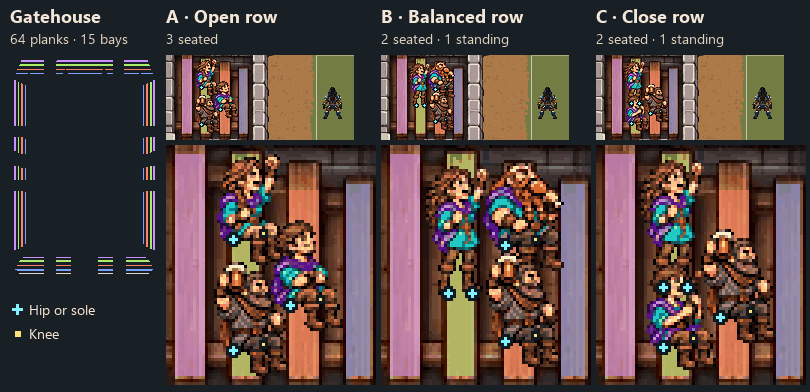 Gatehouse
64 planks · 15 bays
Hip or sole
Knee
A · Open row
3 seated
B · Balanced row
2 seated · 1 standing
C · Close row
2 seated · 1 standing